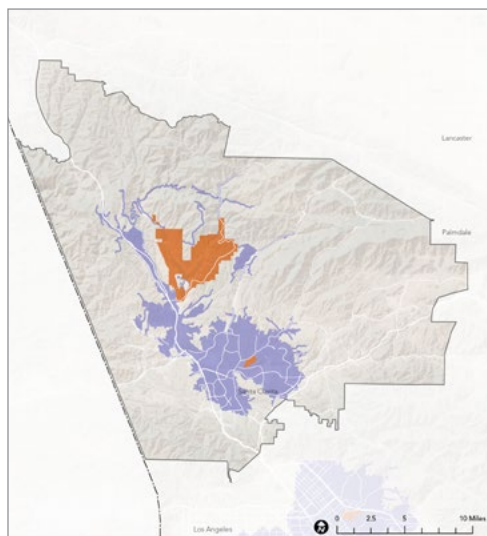 Lancaster
Palmdale
Santa Clarita
Los Angeles
N
0 2.5 5 10 Miles